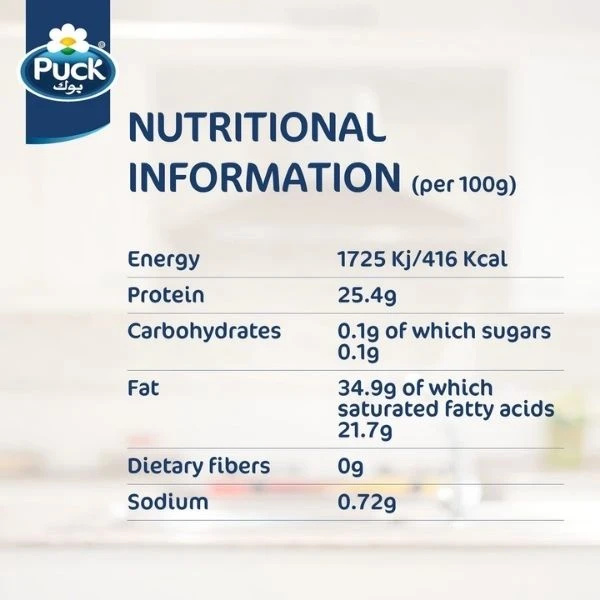 Puck
®
بوك
NUTRITIONAL
INFORMATION (per 100g)
Energy 1725 Kj/416 Kcal
Protein 25.4g
Carbohydrates 0.1g of which sugars
0.1g
Fat 34.9g of which
saturated fatty acids
21.7g
Dietary fibers 0g
Sodium 0.72g